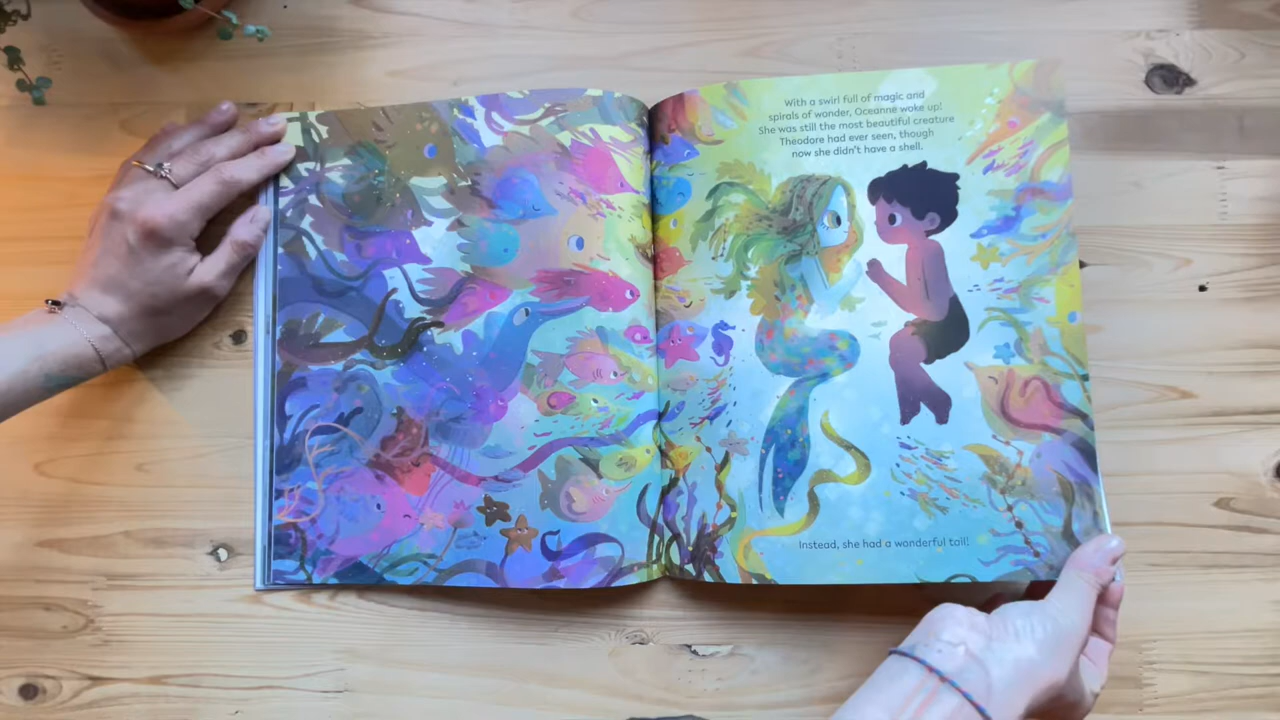 With a swirl full of magic and
spirals of wonder, Oceanne woke up!
She was still the most beautiful creature
Theodore had ever seen, though
now she didn't have a shell.
Instead, she had a wonderful tail!